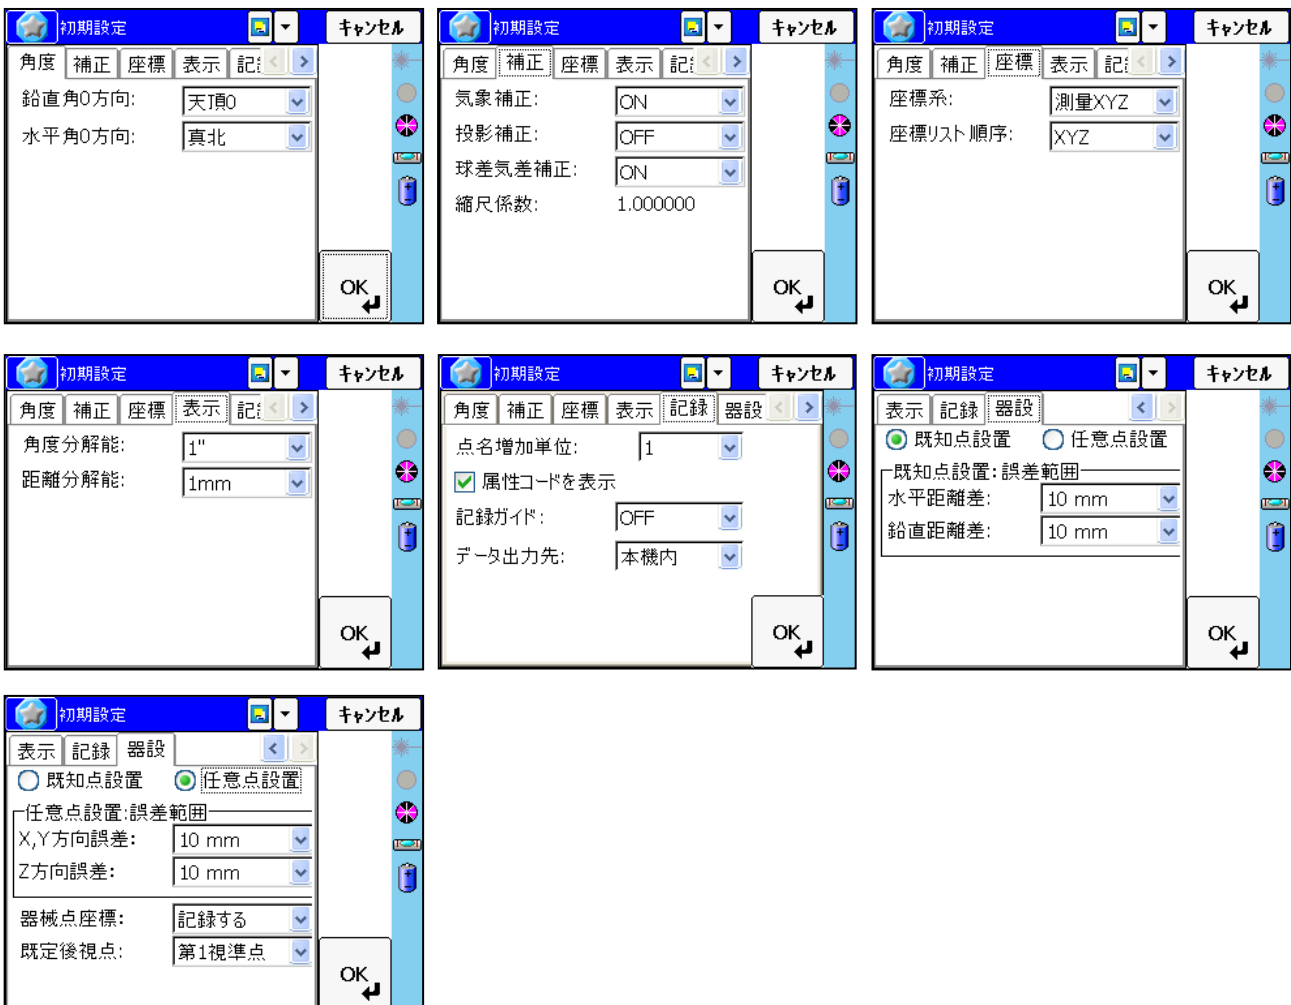 初期設定
キャンセル
角度 補正 座標 表示
鉛直角0方向: 天頂0
水平角0方向: 真北
OK
初期設定
キャンセル
角度 補正 座標 表示
気象補正: ON
投影補正: OFF
球差気差補正: ON
縮尺係数: 1.000000
OK
初期設定
キャンセル
角度 補正 座標 表示
座標系: 測量XYZ
座標リスト順序: XYZ
OK
初期設定
キャンセル
角度 補正 座標 表示
角度分解能: 1"
距離分解能: 1mm
OK
初期設定
キャンセル
角度 補正 座標 表示 記録 器設
点名増加単位: 1
属性コードを表示
記録ガイド: OFF
データ出力先: 本機内
OK
初期設定
キャンセル
表示 記録 器設
既知点設置 任意点設置
既知点設置:誤差範囲
水平距離差: 10 mm
鉛直距離差: 10 mm
OK
初期設定
キャンセル
表示 記録 器設
既知点設置 任意点設置
任意点設置:誤差範囲
X,Y方向誤差: 10 mm
Z方向誤差: 10 mm
器械点座標: 記録する
既定後視点: 第1視準点
OK